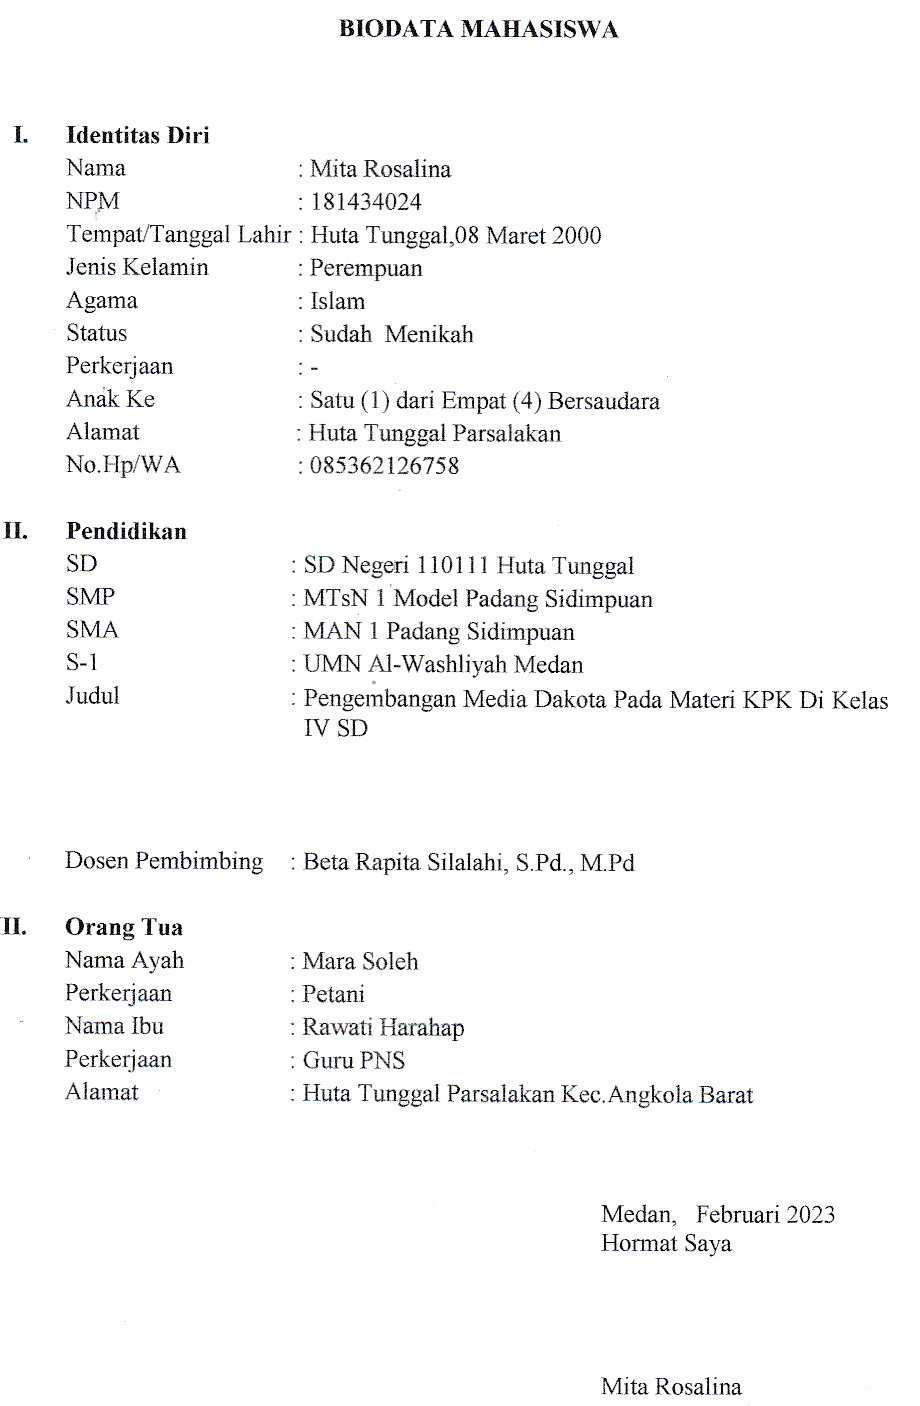 BIODATA MAHASISWA
I. Identitas Diri
Nama : Mita Rosalina
NPM : 181434024
Tempat/Tanggal Lahir : Huta Tunggal,08 Maret 2000
Jenis Kelamin : Perempuan
Agama : Islam
Status : Sudah Menikah
Perkerjaan : -
Anak Ke : Satu (1) dari Empat (4) Bersaudara
Alamat : Huta Tunggal Parsalakan
No.Hp/WA : 085362126758
II. Pendidikan
SD : SD Negeri 110111 Huta Tunggal
SMP : MTsN 1 Model Padang Sidimpuan
SMA : MAN 1 Padang Sidimpuan
S-1 : UMN Al-Washliyah Medan
Judul : Pengembangan Media Dakota Pada Materi KPK Di Kelas
IV SD
Dosen Pembimbing : Beta Rapita Silalahi, S.Pd., M.Pd
II. Orang Tua
Nama Ayah : Mara Soleh
Perkerjaan : Petani
Nama Ibu : Rawati Harahap
Perkerjaan : Guru PNS
Alamat : Huta Tunggal Parsalakan Kec.Angkola Barat
Medan, Februari 2023
Hormat Saya
Mita Rosalina